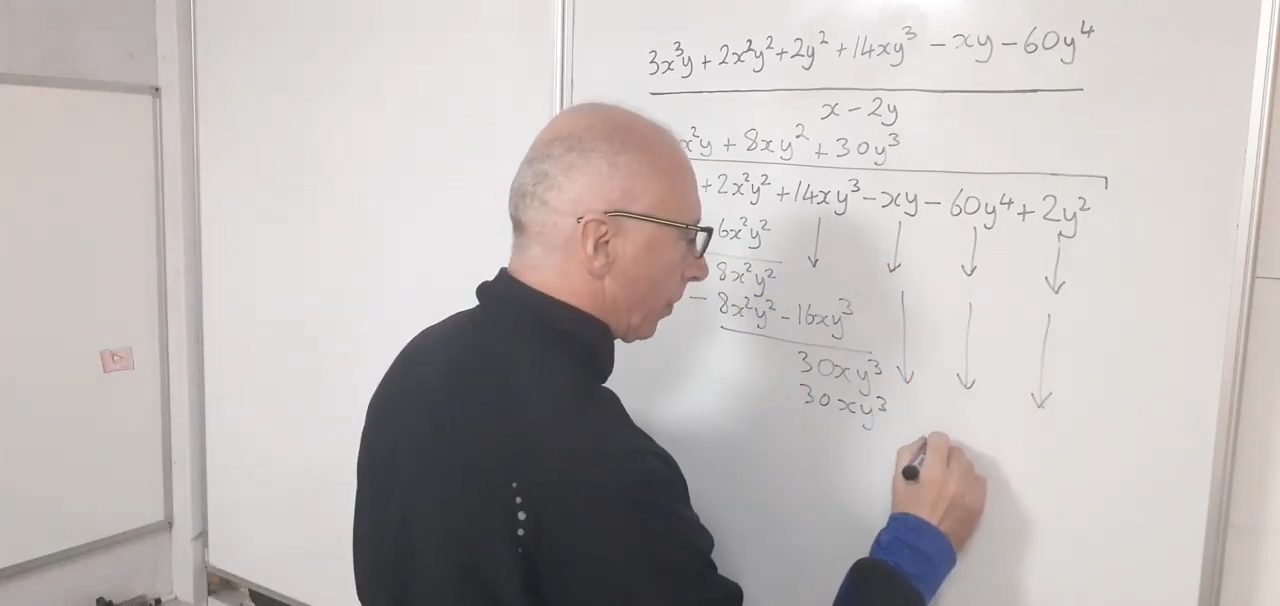 3x³y + 2x²y² + 2y² + 14xy³ - xy - 60y⁴
x - 2y
x²y + 8xy² + 30y³
+ 2x²y² + 14xy³ - xy - 60y⁴ + 2y²
6x²y²
8x²y²
- 8x²y² - 16xy³
30xy³
30xy³